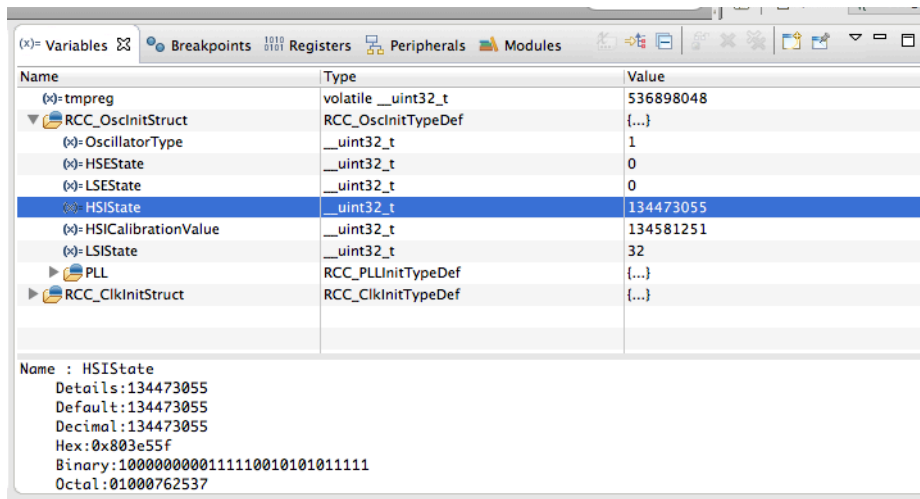 (x)= Variables Breakpoints 1010 0101 Registers Peripherals Modules
Name Type Value
(x)= tmpreg volatile __uint32_t 536898048
RCC_OscInitStruct RCC_OscInitTypeDef {...}
(x)= OscillatorType __uint32_t 1
(x)= HSEState __uint32_t 0
(x)= LSEState __uint32_t 0
(x)= HSIState __uint32_t 134473055
(x)= HSICalibrationValue __uint32_t 134581251
(x)= LSIState __uint32_t 32
PLL RCC_PLLInitTypeDef {...}
RCC_ClkInitStruct RCC_ClkInitTypeDef {...}
Name : HSIState
Details:134473055
Default:134473055
Decimal:134473055
Hex:0x803e55f
Binary:1000000000111110010101011111
Octal:01000762537